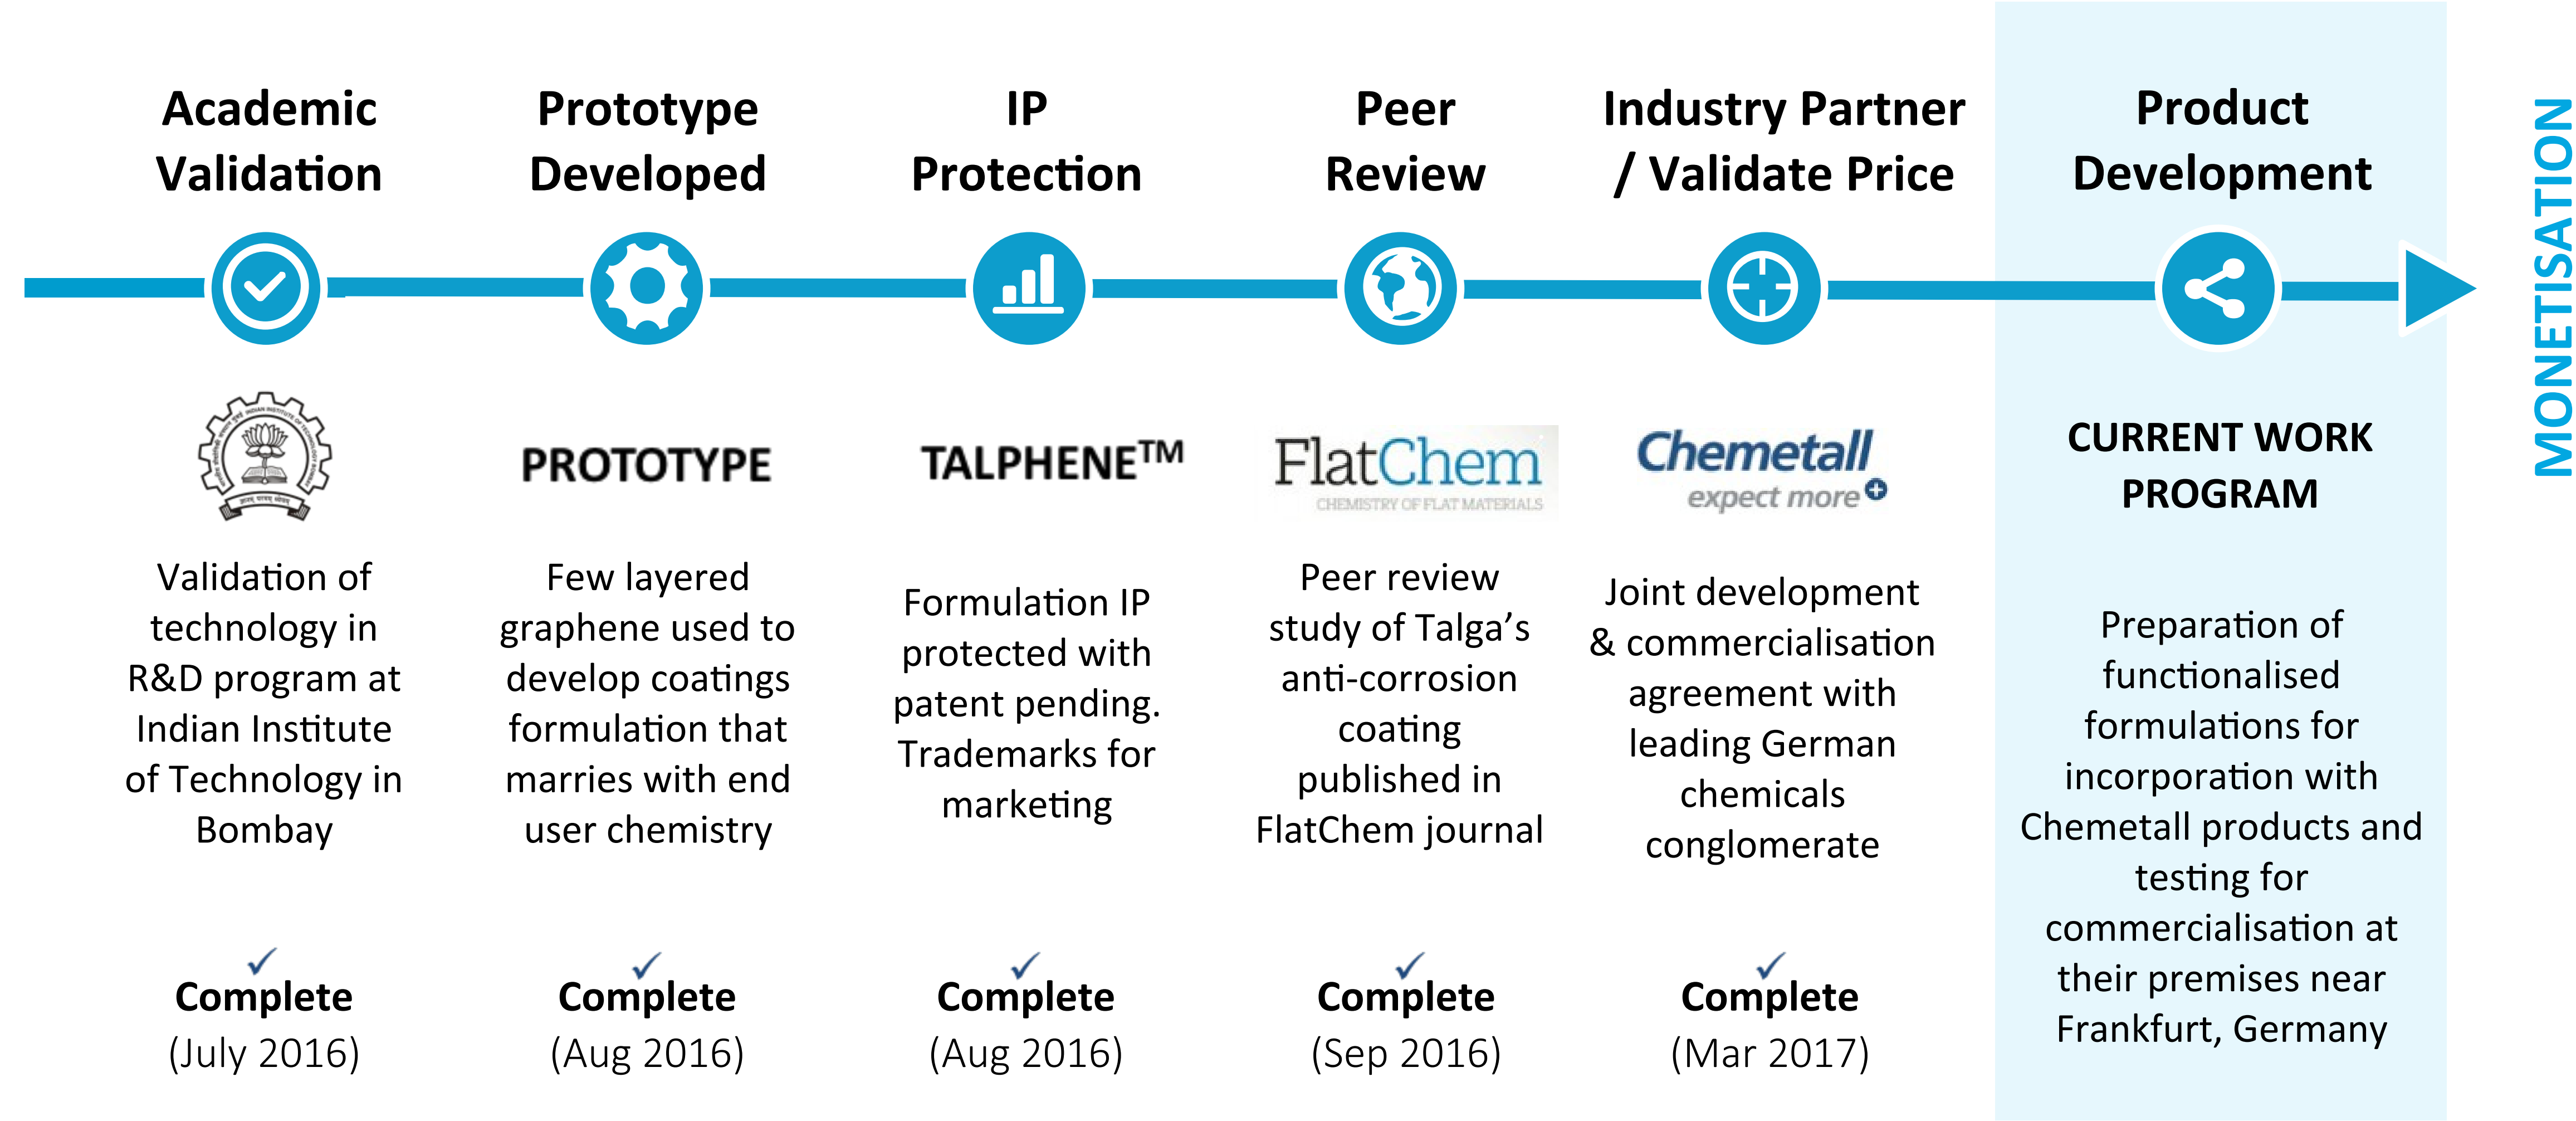 Academic
Validation
Prototype
Developed
IP
Protection
Peer
Review
Industry Partner
/ Validate Price
Product
Development
MONETISATION
PROTOTYPE
TALPHENE™
FlatChem
CHEMISTRY OF FLAT MATERIALS
Chemetall
expect more+
CURRENT WORK
PROGRAM
Validation of
technology in
R&D program at
Indian Institute
of Technology in
Bombay
Few layered
graphene used to
develop coatings
formulation that
marries with end
user chemistry
Formulation IP
protected with
patent pending.
Trademarks for
marketing
Peer review
study of Talga’s
anti-corrosion
coating
published in
FlatChem journal
Joint development
& commercialisation
agreement with
leading German
chemicals
conglomerate
Preparation of
functionalised
formulations for
incorporation with
Chemetall products and
testing for
commercialisation at
their premises near
Frankfurt, Germany
Complete
(July 2016)
Complete
(Aug 2016)
Complete
(Aug 2016)
Complete
(Sep 2016)
Complete
(Mar 2017)